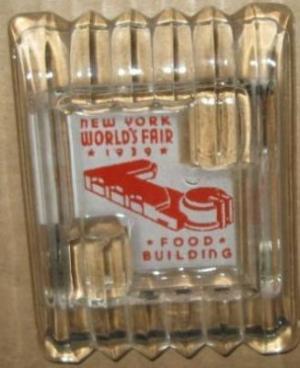 NEW YORK
WORLD'S FAIR
★ 1939 ★
• FOOD •
BUILDING